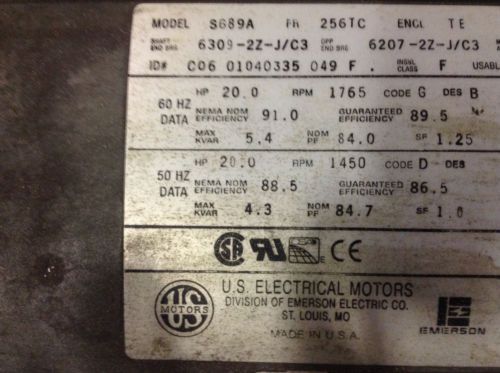 MODEL S689A FR 256TC ENCL TE
SHAFT END BRG 6309-2Z-J/C3 OPP END BRG 6207-2Z-J/C3
ID# C06 01040335 049 F . INSUL CLASS F USABL
60 HZ DATA
HP 20.0 RPM 1765 CODE G DES B
NEMA NOM EFFICIENCY 91.0 GUARANTEED EFFICIENCY 89.5
MAX KVAR 5.4 NOM PF 84.0 SF 1.25
50 HZ DATA
HP 20.0 RPM 1450 CODE D DES
NEMA NOM EFFICIENCY 88.5 GUARANTEED EFFICIENCY 86.5
MAX KVAR 4.3 NOM PF 84.7 SF 1.0
SA RU E CE
US MOTORS
U.S. ELECTRICAL MOTORS
DIVISION OF EMERSON ELECTRIC CO.
ST. LOUIS, MO
MADE IN U.S.A.
EMERSON